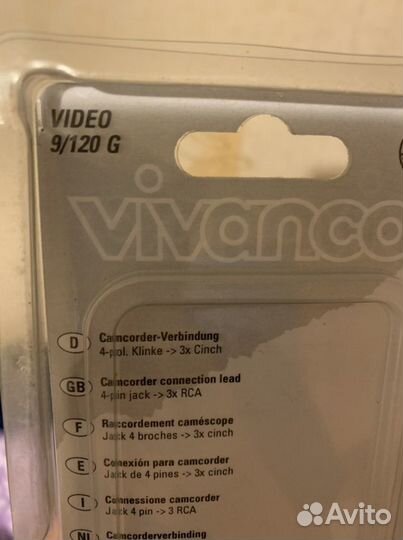 VIDEO
9/120 G
vivanco
D Camcorder-Verbindung
4-pol. Klinke -> 3x Cinch
GB Camcorder connection lead
4-pin jack -> 3x RCA
F Raccordement caméscope
Jack 4 broches -> 3x cinch
E Conexión para camcorder
Jack de 4 pines -> 3x cinch
I Connessione camcorder
Jack 4 pin -> 3 RCA
NL Camcorderverbinding
Avito